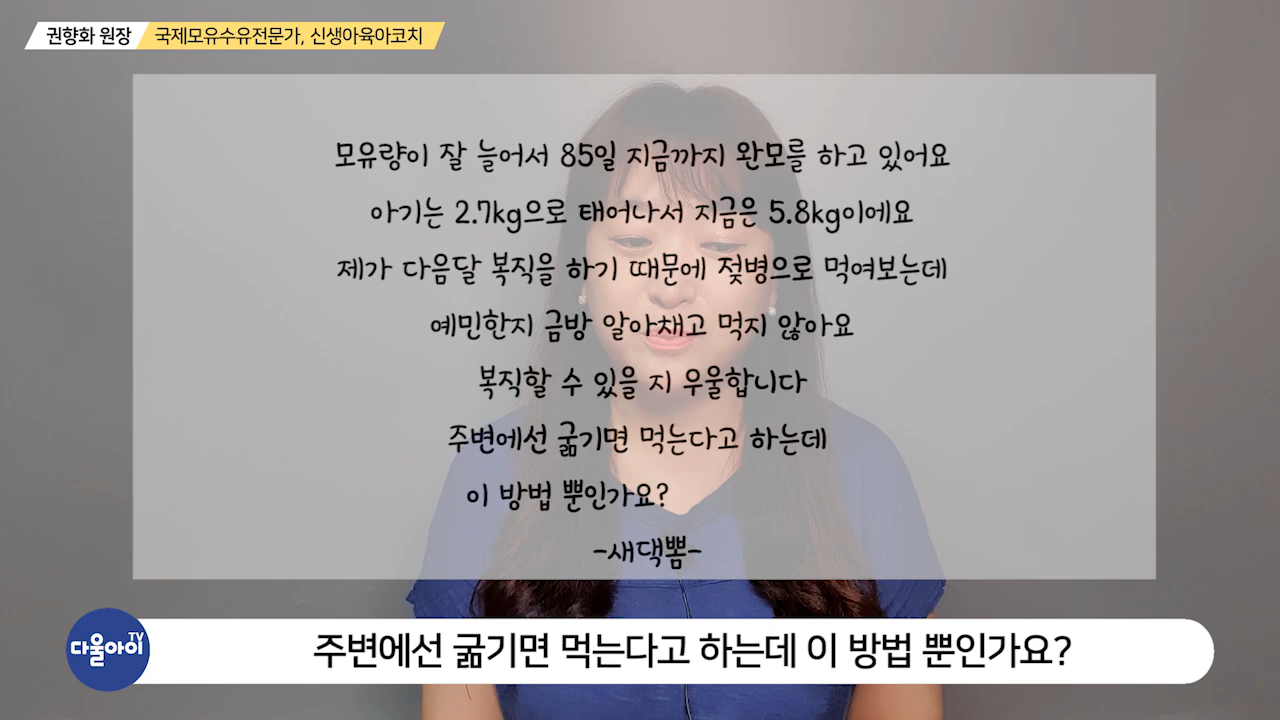 권향화 원장 국제모유수유전문가, 신생아육아코치
모유량이 잘 늘어서 85일 지금까지 완모를 하고 있어요
아기는 2.7kg으로 태어나서 지금은 5.8kg이에요
제가 다음달 복직을 하기 때문에 젖병으로 먹여보는데
예민한지 금방 알아채고 먹지 않아요
복직할 수 있을 지 우울합니다
주변에선 굶기면 먹는다고 하는데
이 방법 뿐인가요?
-새댁뽐-
다울아이TV
주변에선 굶기면 먹는다고 하는데 이 방법 뿐인가요?